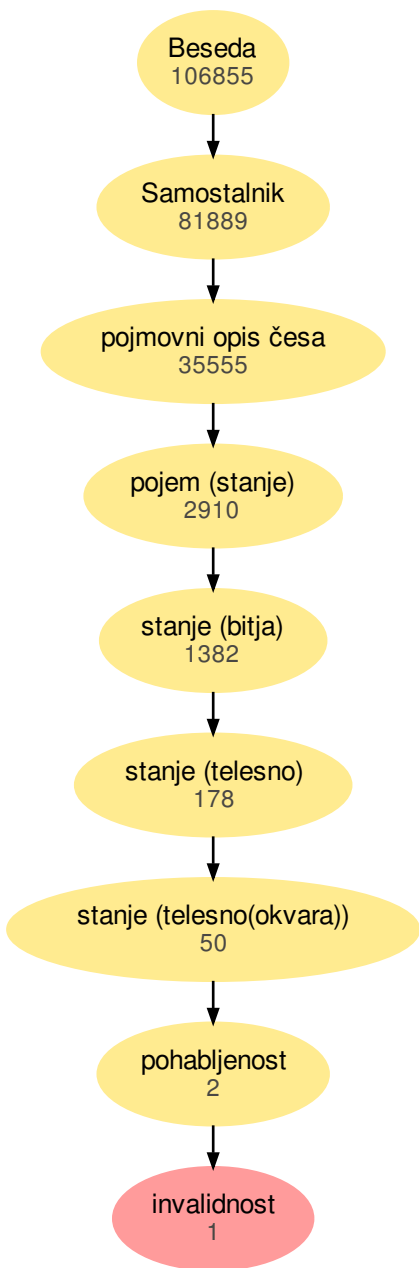 Beseda
106855
Samostalnik
81889
pojmovni opis česa
35555
pojem (stanje)
2910
stanje (bitja)
1382
stanje (telesno)
178
stanje (telesno(okvara))
50
pohabljenost
2
invalidnost
1